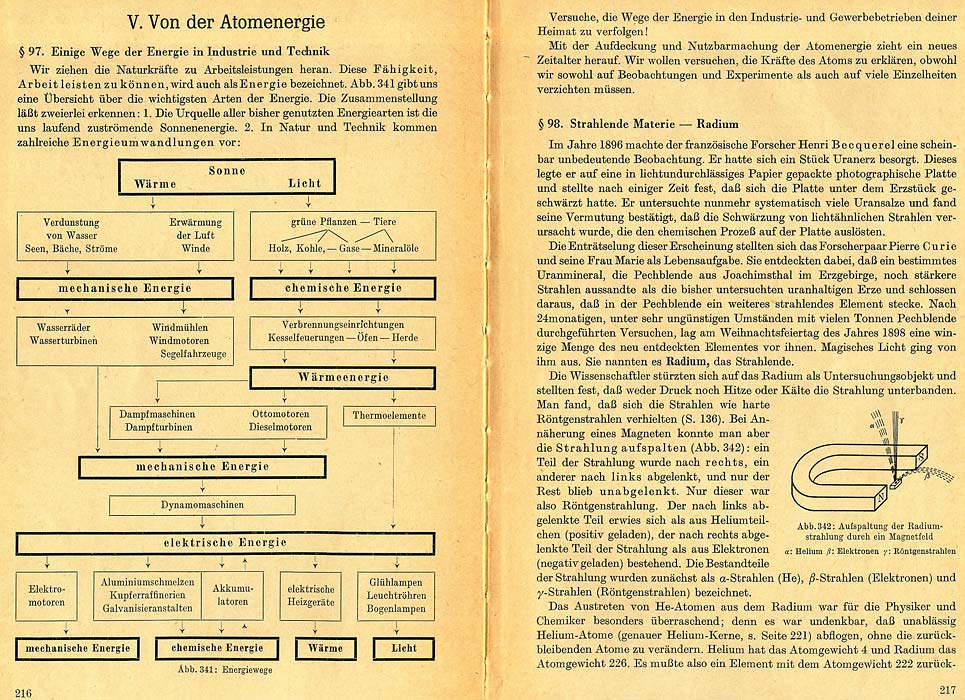 V. Von der Atomenergie
§ 97. Einige Wege der Energie in Industrie und Technik
Wir ziehen die Naturkräfte zu Arbeitsleistungen heran. Diese Fähigkeit,
Arbeit leisten zu können, wird auch als Energie bezeichnet. Abb. 341 gibt uns
eine Übersicht über die wichtigsten Arten der Energie. Die Zusammenstellung
läßt zweierlei erkennen: 1. Die Urquelle aller bisher genutzten Energiearten ist die
uns laufend zuströmende Sonnenenergie. 2. In Natur und Technik kommen
zahlreiche Energieumwandlungen vor:
Sonne
Wärme Licht
Verdunstung
von Wasser
Seen, Bäche, Ströme
Erwärmung
der Luft
Winde
grüne Pflanzen — Tiere
Holz, Kohle, — Gase — Mineralöle
mechanische Energie
chemische Energie
Wasserräder
Wasserturbinen
Windmühlen
Windmotoren
Segelfahrzeuge
Verbrennungseinrichtungen
Kesselfeuerungen — Öfen — Herde
Wärmeenergie
Dampfmaschinen
Dampfturbinen
Ottomotoren
Dieselmotoren
Thermoelemente
mechanische Energie
Dynamomaschinen
elektrische Energie
Elektro-
motoren
Aluminiumschmelzen
Kupferraffinerien
Galvanisieranstalten
Akkumu-
latoren
elektrische
Heizgeräte
Glühlampen
Leuchtröhren
Bogenlampen
mechanische Energie
chemische Energie
Wärme
Licht
Abb. 341: Energiewege
216
Versuche, die Wege der Energie in den Industrie- und Gewerbebetrieben deiner
Heimat zu verfolgen!
Mit der Aufdeckung und Nutzbarmachung der Atomenergie zieht ein neues
Zeitalter herauf. Wir wollen versuchen, die Kräfte des Atoms zu erklären, obwohl
wir sowohl auf Beobachtungen und Experimente als auch auf viele Einzelheiten
verzichten müssen.
§ 98. Strahlende Materie — Radium
Im Jahre 1896 machte der französische Forscher Henri Becquerel eine schein-
bar unbedeutende Beobachtung. Er hatte sich ein Stück Uranerz besorgt. Dieses
legte er auf eine in lichtundurchlässiges Papier gepackte photographische Platte
und stellte nach einiger Zeit fest, daß sich die Platte unter dem Erzstück ge-
schwärzt hatte. Er untersuchte nunmehr systematisch viele Uransalze und fand
seine Vermutung bestätigt, daß die Schwärzung von lichtähnlichen Strahlen ver-
ursacht wurde, die den chemischen Prozeß auf der Platte auslösten.
Die Enträtselung dieser Erscheinung stellten sich das Forscherpaar Pierre Curie
und seine Frau Marie als Lebensaufgabe. Sie entdeckten dabei, daß ein bestimmtes
Uranmineral, die Pechblende aus Joachimsthal im Erzgebirge, noch stärkere
Strahlen aussandte als die bisher untersuchten uranhaltigen Erze und schlossen
daraus, daß in der Pechblende ein weiteres strahlendes Element stecke. Nach
24monatigen, unter sehr ungünstigen Umständen mit vielen Tonnen Pechblende
durchgeführten Versuchen, lag am Weihnachtsfeiertag des Jahres 1898 eine win-
zige Menge des neu entdeckten Elementes vor ihnen. Magisches Licht ging von
ihm aus. Sie nannten es Radium, das Strahlende.
Die Wissenschaftler stürzten sich auf das Radium als Untersuchungsobjekt und
stellten fest, daß weder Druck noch Hitze oder Kälte die Strahlung unterbanden.
Man fand, daß sich die Strahlen wie harte
Röntgenstrahlen verhielten (S. 136). Bei An-
näherung eines Magneten konnte man aber
die Strahlung aufspalten (Abb. 342): ein
Teil der Strahlung wurde nach rechts, ein
anderer nach links abgelenkt, und nur der
Rest blieb unabgelenkt. Nur dieser war
also Röntgenstrahlung. Der nach links ab-
gelenkte Teil erwies sich als aus Heliumteil-
chen (positiv geladen), der nach rechts abge-
lenkte Teil der Strahlung als aus Elektronen
(negativ geladen) bestehend. Die Bestandteile
der Strahlung wurden zunächst als α-Strahlen (He), β-Strahlen (Elektronen) und
γ-Strahlen (Röntgenstrahlen) bezeichnet.
α
γ
β
S
N
Abb. 342: Aufspaltung der Radium-
strahlung durch ein Magnetfeld
α: Helium β: Elektronen γ: Röntgenstrahlen
Das Austreten von He-Atomen aus dem Radium war für die Physiker und
Chemiker besonders überraschend; denn es war undenkbar, daß unablässig
Helium-Atome (genauer Helium-Kerne, s. Seite 221) abflogen, ohne die zurück-
bleibenden Atome zu verändern. Helium hat das Atomgewicht 4 und Radium das
Atomgewicht 226. Es mußte also ein Element mit dem Atomgewicht 222 zurück-
217